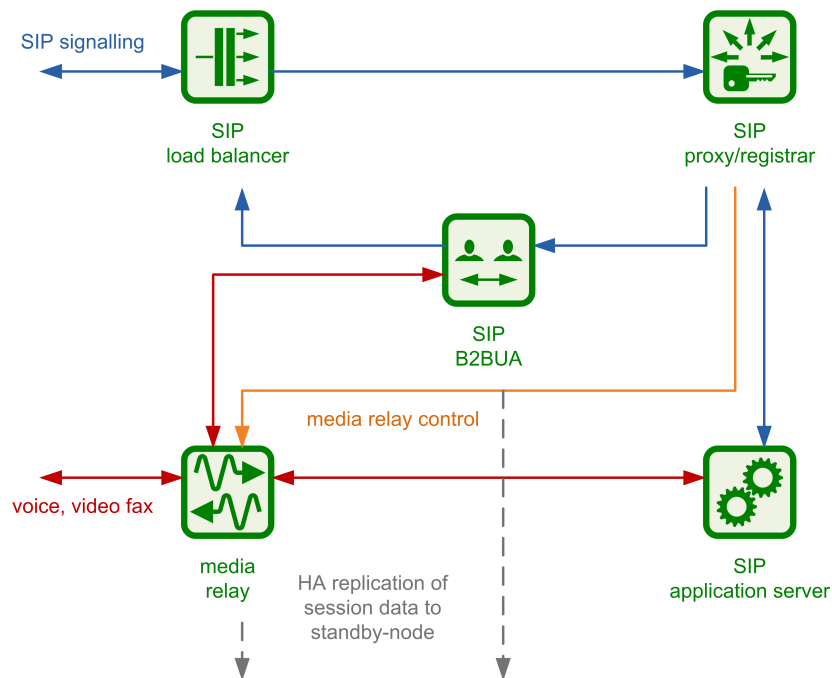 SIP signalling
SIP
load balancer
SIP
proxy/registrar
SIP
B2BUA
media relay control
voice, video fax
media
relay
HA replication of
session data to
standby-node
SIP
application server